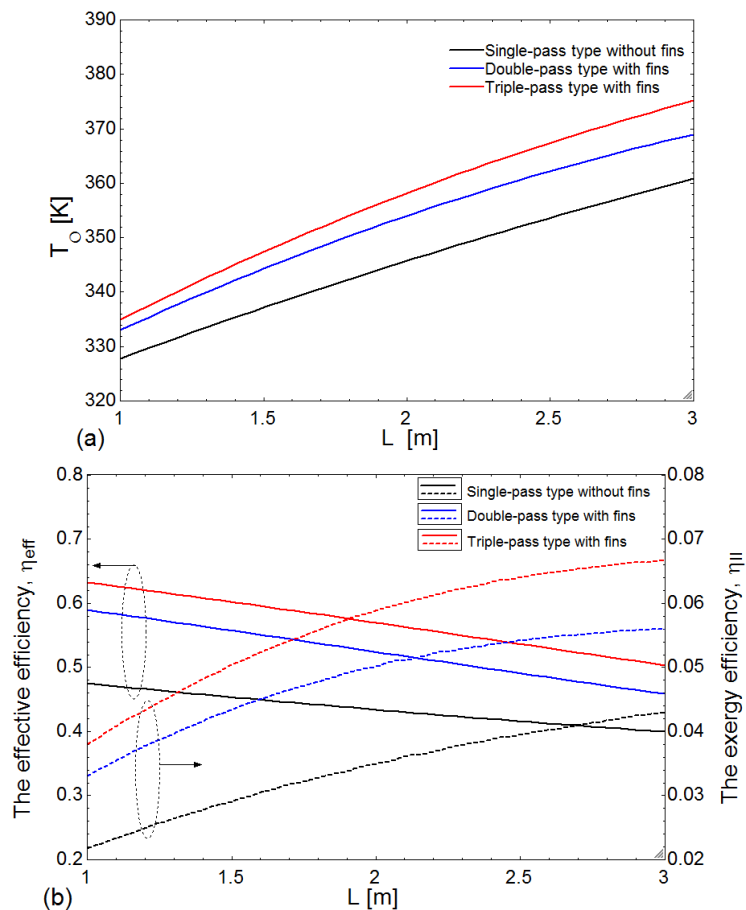 390
380
370
360
350
340
330
320
T_O [K]
Single-pass type without fins
Double-pass type with fins
Triple-pass type with fins
1
1.5
2
2.5
3
(a)
L [m]
0.8
0.7
0.6
0.5
0.4
0.3
0.2
The effective efficiency, ηeff
Single-pass type without fins
Double-pass type with fins
Triple-pass type with fins
0.08
0.07
0.06
0.05
0.04
0.03
0.02
The exergy efficiency, ηII
1
1.5
2
2.5
3
(b)
L [m]